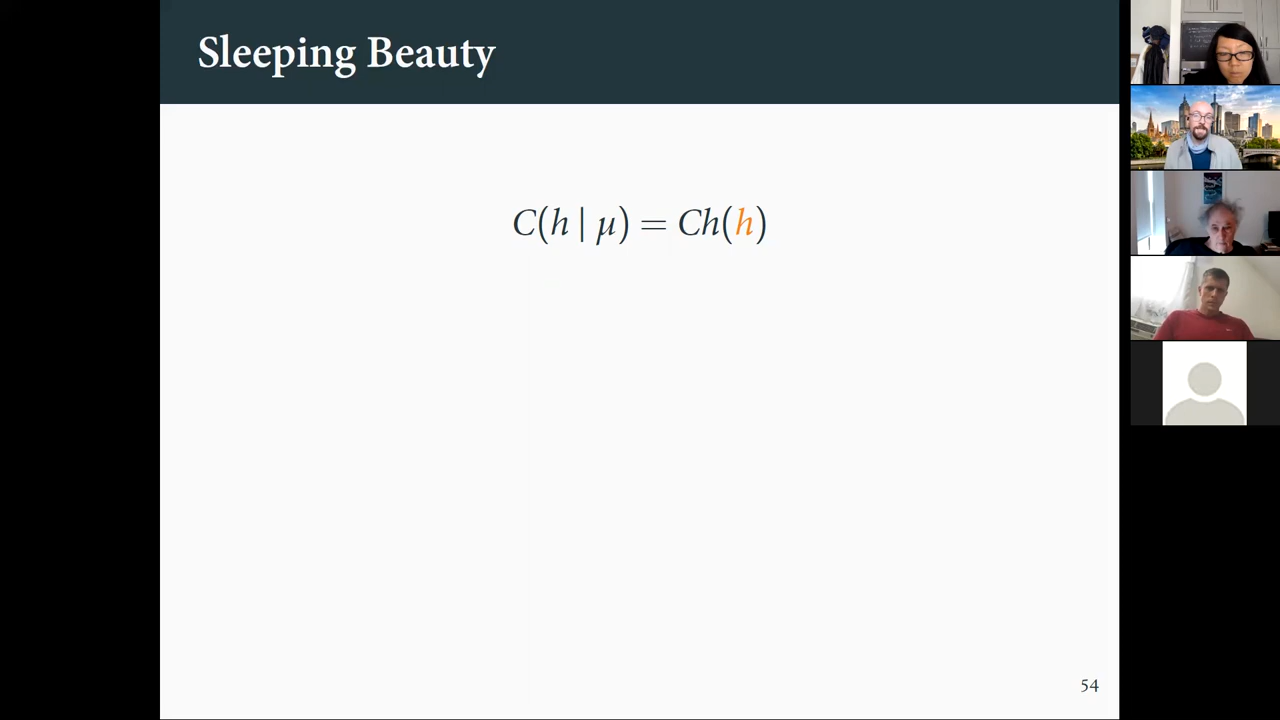 Sleeping Beauty
C(h | μ) = Ch(h)
54